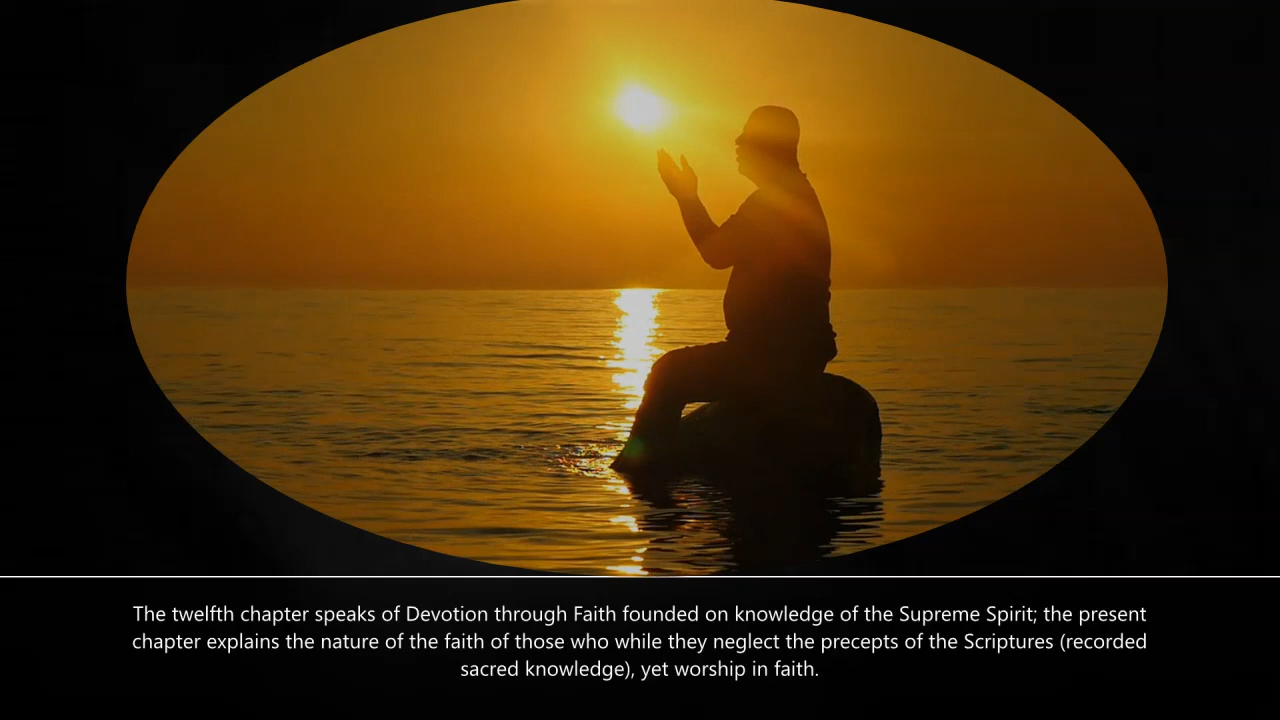 The twelfth chapter speaks of Devotion through Faith founded on knowledge of the Supreme Spirit; the present
chapter explains the nature of the faith of those who while they neglect the precepts of the Scriptures (recorded
sacred knowledge), yet worship in faith.